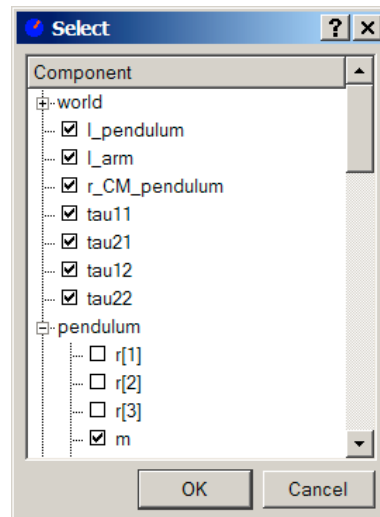 Select
Component
world
l_pendulum
l_arm
r_CM_pendulum
tau11
tau21
tau12
tau22
pendulum
r[1]
r[2]
r[3]
m
OK
Cancel